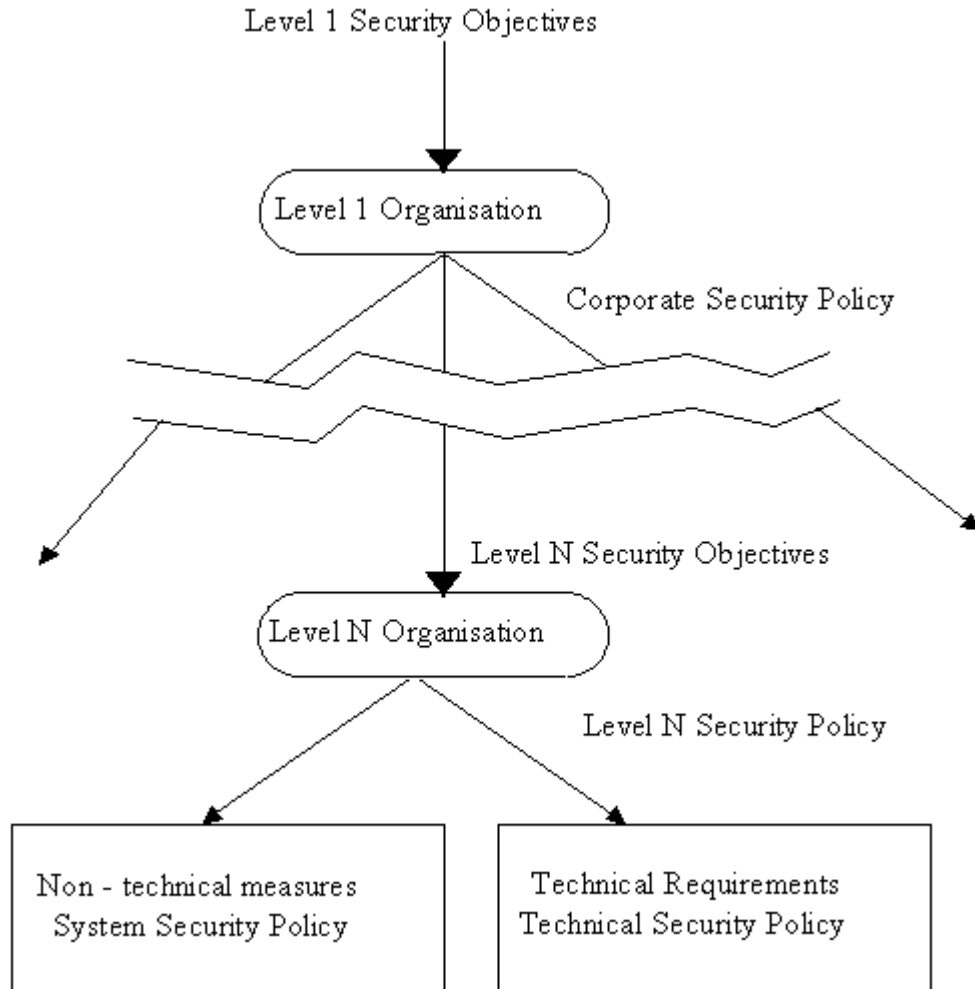 Level 1 Security Objectives
Level 1 Organisation
Corporate Security Policy
Level N Security Objectives
Level N Organisation
Level N Security Policy
Non - technical measures
System Security Policy
Technical Requirements
Technical Security Policy